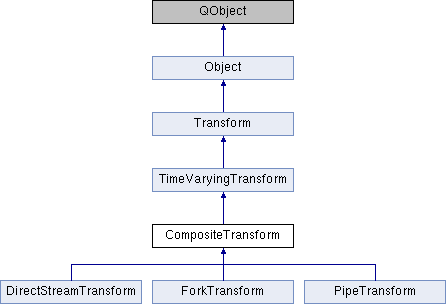 QObject
Object
Transform
TimeVaryingTransform
CompositeTransform
DirectStreamTransform ForkTransform PipeTransform